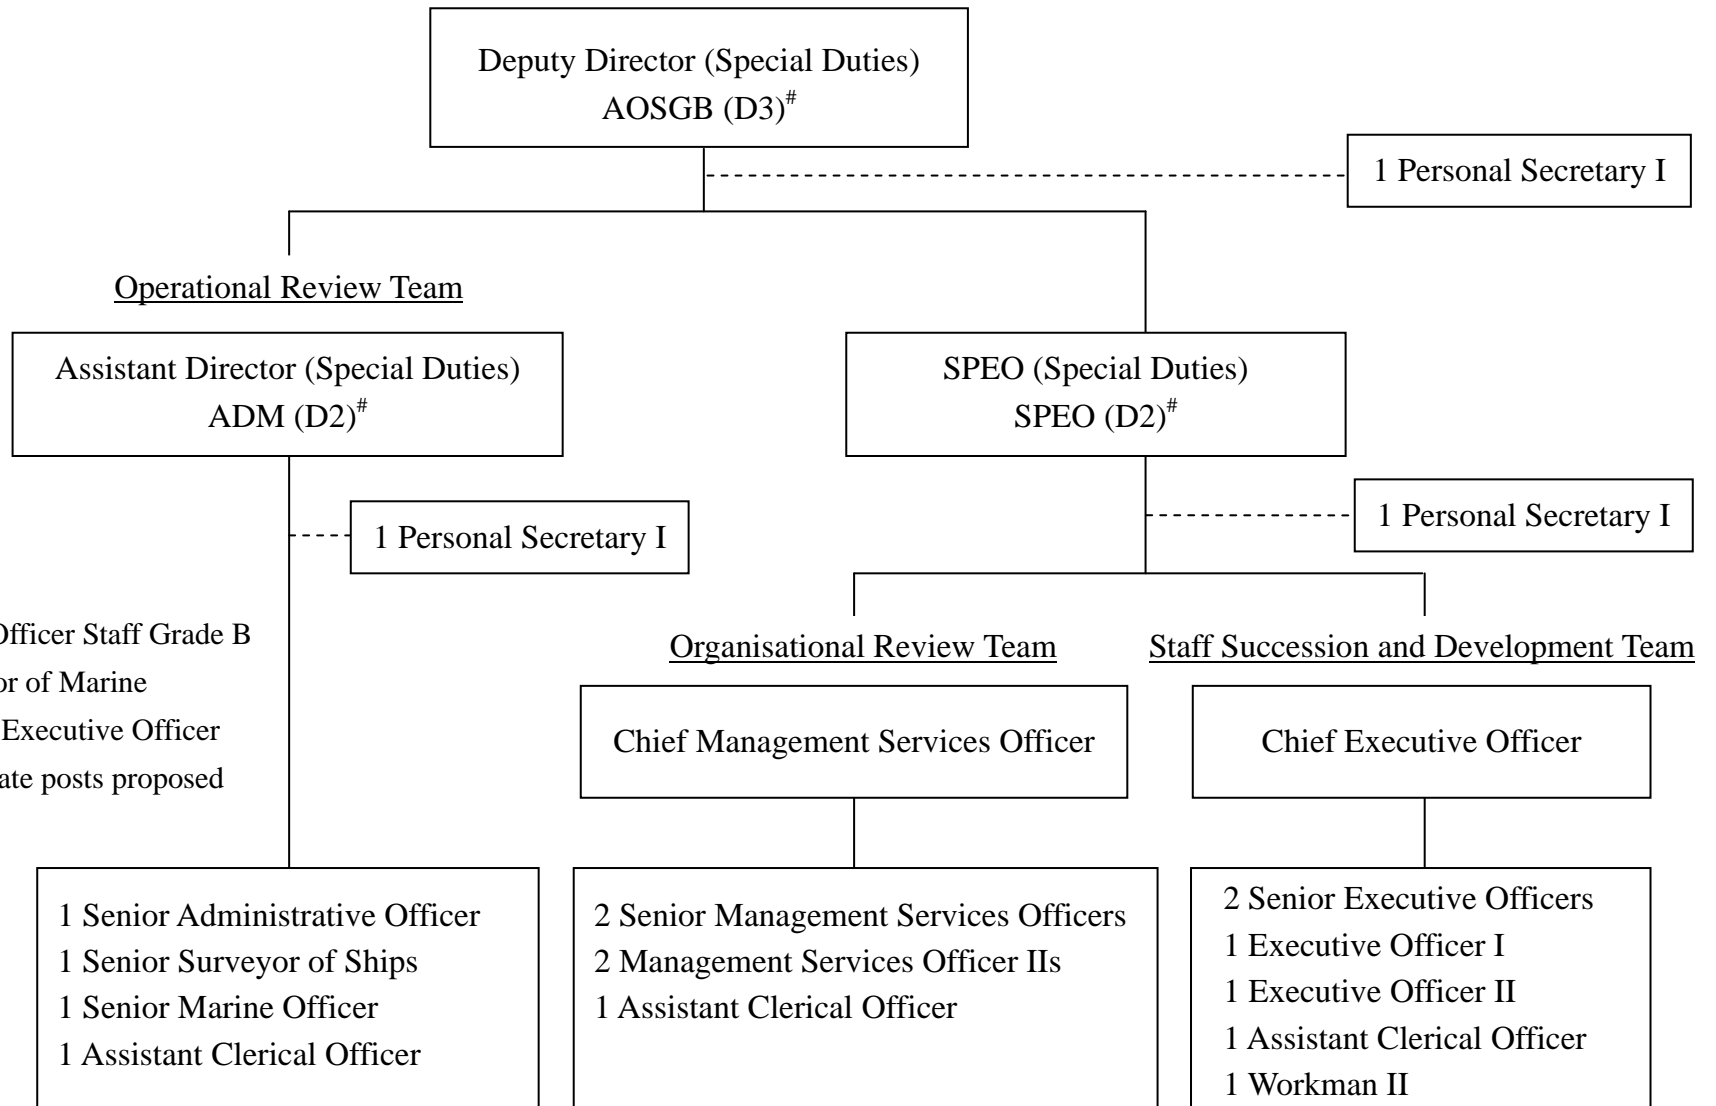 Deputy Director (Special Duties)
AOSGB (D3)#
1 Personal Secretary I
Operational Review Team
Assistant Director (Special Duties)
ADM (D2)#
SPEO (Special Duties)
SPEO (D2)#
1 Personal Secretary I
1 Personal Secretary I
Officer Staff Grade B
or of Marine
Executive Officer
ate posts proposed
Organisational Review Team
Staff Succession and Development Team
Chief Management Services Officer
Chief Executive Officer
1 Senior Administrative Officer
1 Senior Surveyor of Ships
1 Senior Marine Officer
1 Assistant Clerical Officer
2 Senior Management Services Officers
2 Management Services Officer IIs
1 Assistant Clerical Officer
2 Senior Executive Officers
1 Executive Officer I
1 Executive Officer II
1 Assistant Clerical Officer
1 Workman II